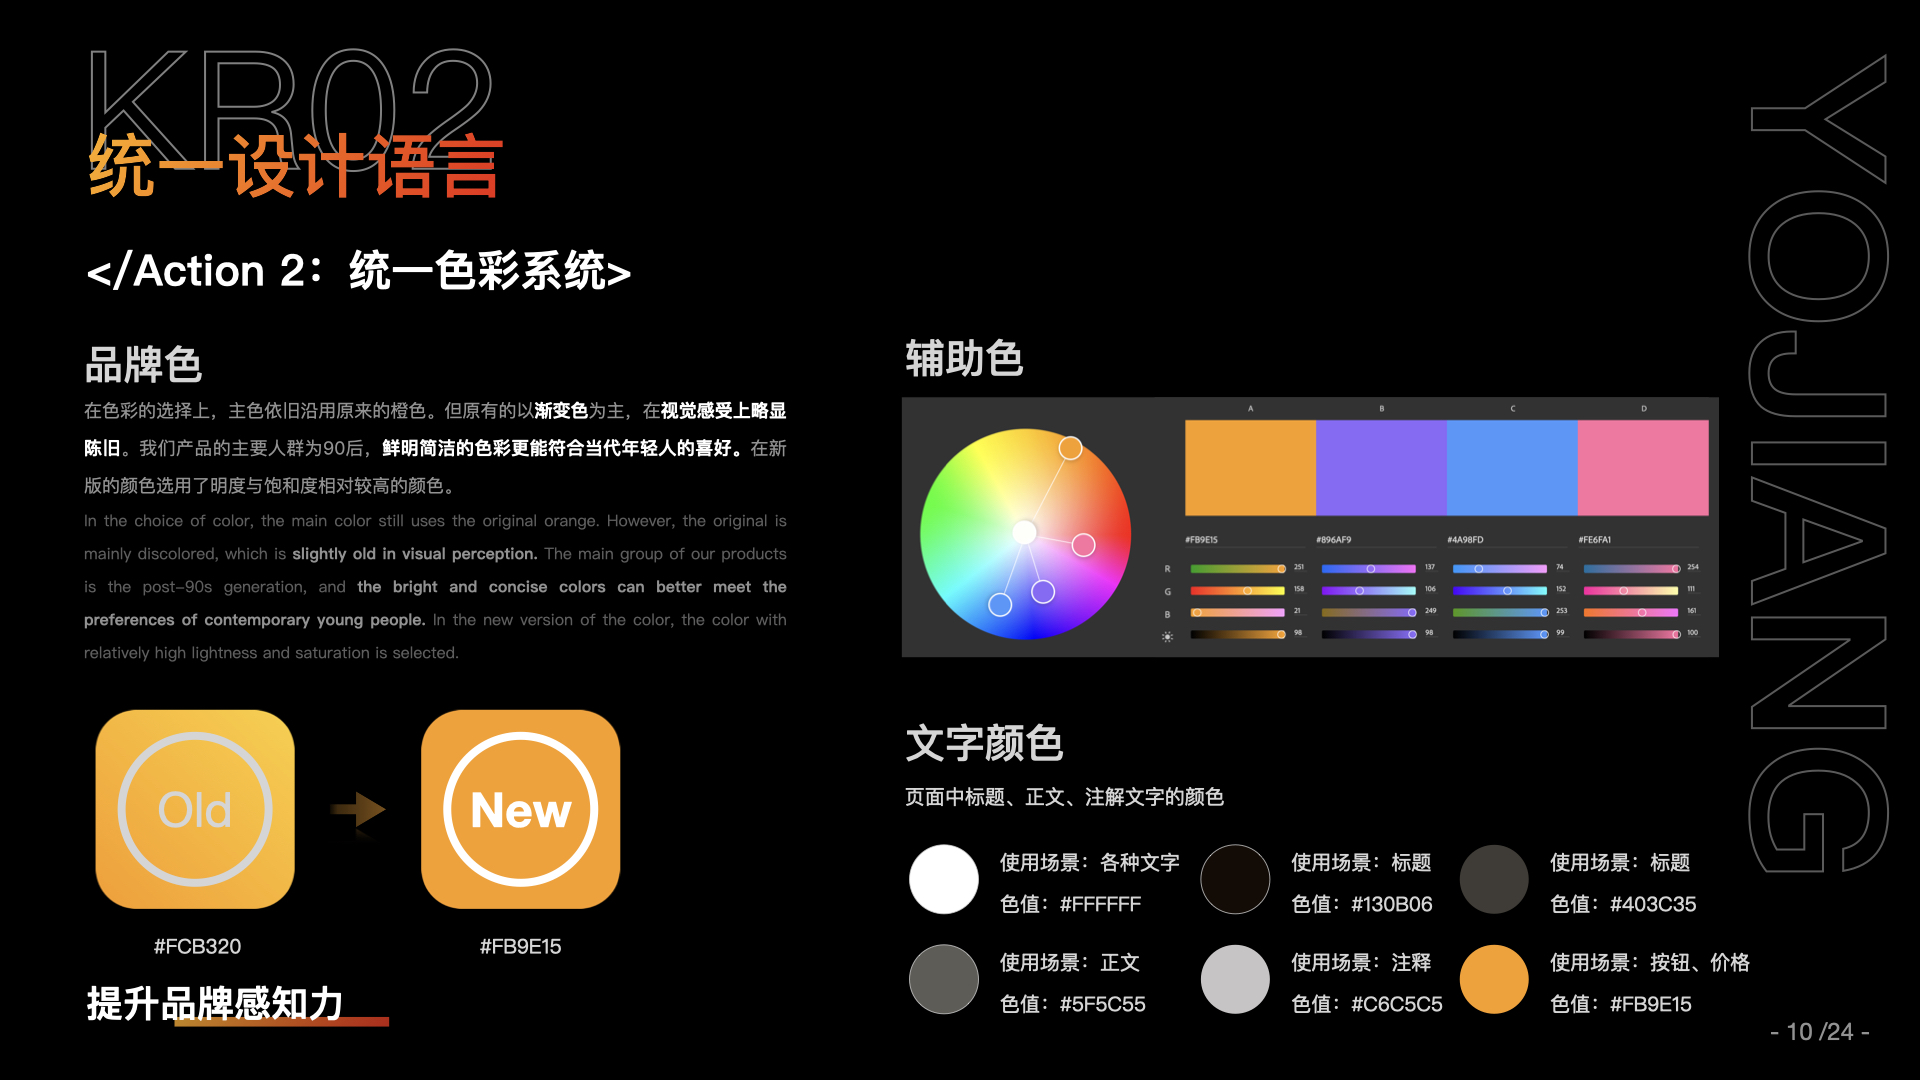 KR02
统一设计语言
</Action 2：统一色彩系统>
品牌色
在色彩的选择上，主色依旧沿用原来的橙色。但原有的以渐变色为主，在视觉感受上略显
陈旧。我们产品的主要人群为90后，鲜明简洁的色彩更能符合当代年轻人的喜好。在新
版的颜色选用了明度与饱和度相对较高的颜色。
In the choice of color, the main color still uses the original orange. However, the original is
mainly discolored, which is slightly old in visual perception. The main group of our products
is the post-90s generation, and the bright and concise colors can better meet the
preferences of contemporary young people. In the new version of the color, the color with
relatively high lightness and saturation is selected.
Old
New
#FCB320
#FB9E15
提升品牌感知力
辅助色
A B C D
#FB9E15 #896AF9 #4A98FD #FE6FA1
R 251 137 74 254
G 158 106 152 111
B 21 249 253 161
98 98 99 100
文字颜色
页面中标题、正文、注解文字的颜色
使用场景：各种文字
色值：#FFFFFF
使用场景：标题
色值：#130B06
使用场景：标题
色值：#403C35
使用场景：正文
色值：#5F5C55
使用场景：注释
色值：#C6C5C5
使用场景：按钮、价格
色值：#FB9E15
YOJIANG
- 10 /24 -